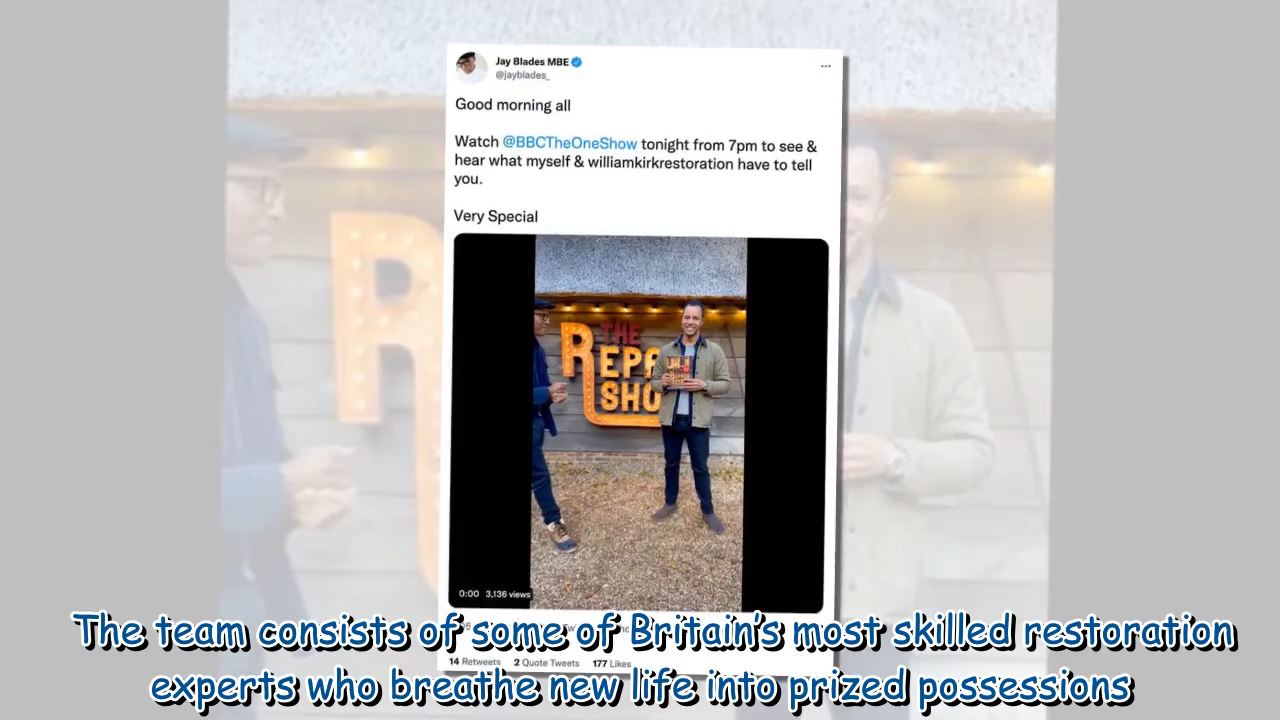 Jay Blades MBE
@jayblades_
Good morning all
Watch @BBCTheOneShow tonight from 7pm to see &
hear what myself & williamkirkrestoration have to tell
you.
Very Special
THE
REPA
SHO
REPAIR
0:00 3,136 views
14 Retweets 2 Quote Tweets 177 Likes
The team consists of some of Britain's most skilled restoration
experts who breathe new life into prized possessions